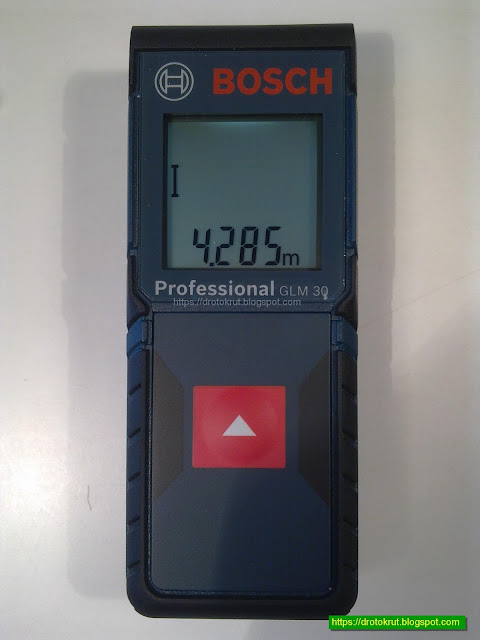 BOSCH
4.285m
Professional GLM 30
https://drotokrut.blogspot.com
https://drotokrut.blogspot.com